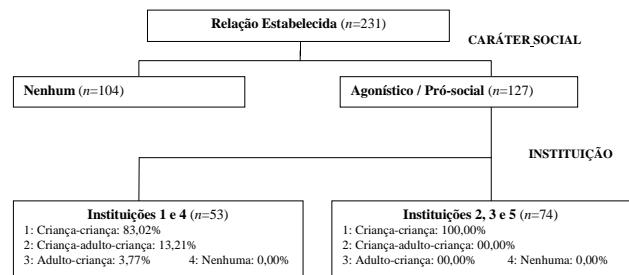 Relação Estabelecida (n=231)
CARÁTER SOCIAL
Nenhum (n=104)
Agonístico / Pró-social (n=127)
INSTITUIÇÃO
Instituições 1 e 4 (n=53)
1: Criança-criança: 83,02%
2: Criança-adulto-criança: 13,21%
3: Adulto-criança: 3,77% 4: Nenhuma: 0,00%
Instituições 2, 3 e 5 (n=74)
1: Criança-criança: 100,00%
2: Criança-adulto-criança: 00,00%
3: Adulto-criança: 00,00% 4: Nenhuma: 0,00%